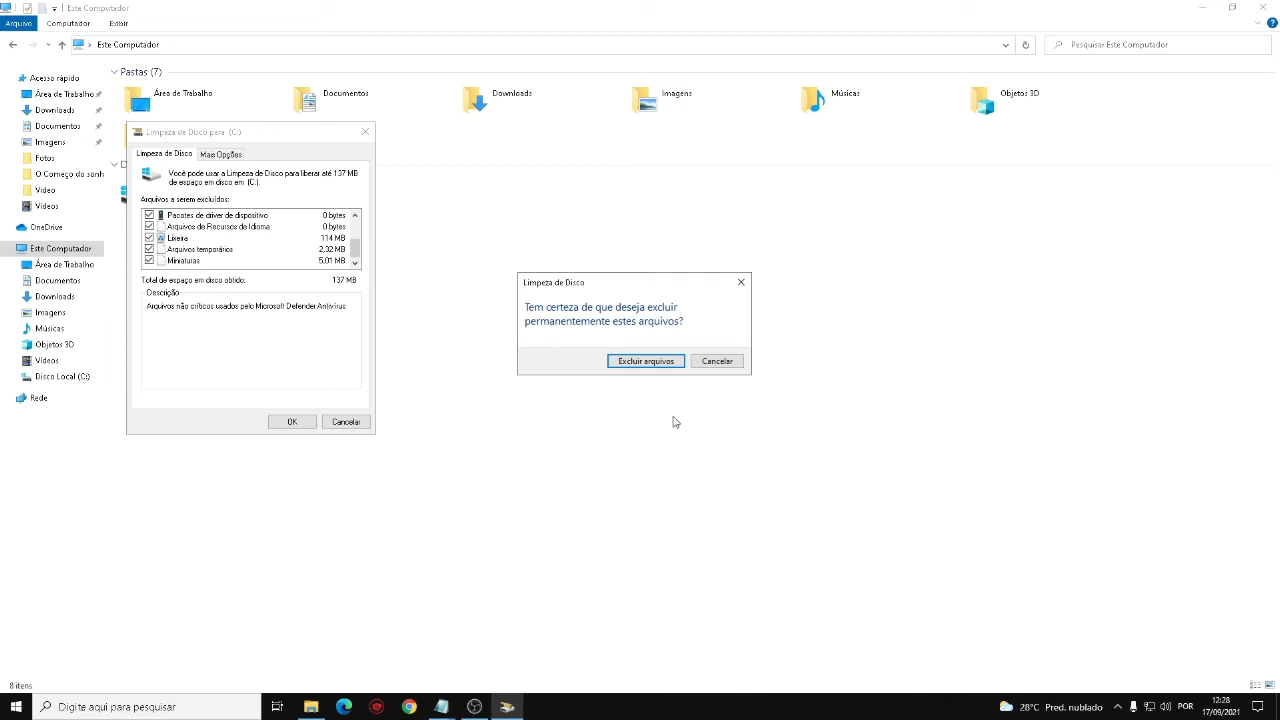 Este Computador
Arquivo
Computador
Exibir
Este Computador
Pesquisar Este Computador
Acesso rápido
Área de Trabalho
Downloads
Documentos
Imagens
Fotos
O Começo do sonh
Vídeo
Vídeos
OneDrive
Este Computador
Área de Trabalho
Documentos
Downloads
Imagens
Músicas
Objetos 3D
Vídeos
Disco Local (C:)
Rede
Pastas (7)
Área de Trabalho
Documentos
Downloads
Imagens
Músicas
Objetos 3D
Limpeza de Disco para (C:)
Limpeza de Disco
Mais Opções
Você pode usar a Limpeza de Disco para liberar até 137 MB
de espaço em disco em (C:).
Arquivos a serem excluídos:
Pacotes de driver de dispositivo 0 bytes
Arquivos de Recursos de Idioma 0 bytes
Lixeira 114 MB
Arquivos temporários 2,32 MB
Miniaturas 5,01 MB
Total de espaço em disco obtido: 137 MB
Descrição
Arquivos não críticos usados pelo Microsoft Defender Antivírus
OK
Cancelar
Limpeza de Disco
Tem certeza de que deseja excluir
permanentemente estes arquivos?
Excluir arquivos
Cancelar
8 itens
Digite aqui para pesquisar
28°C Pred. nublado
POR
12:28
17/09/2021